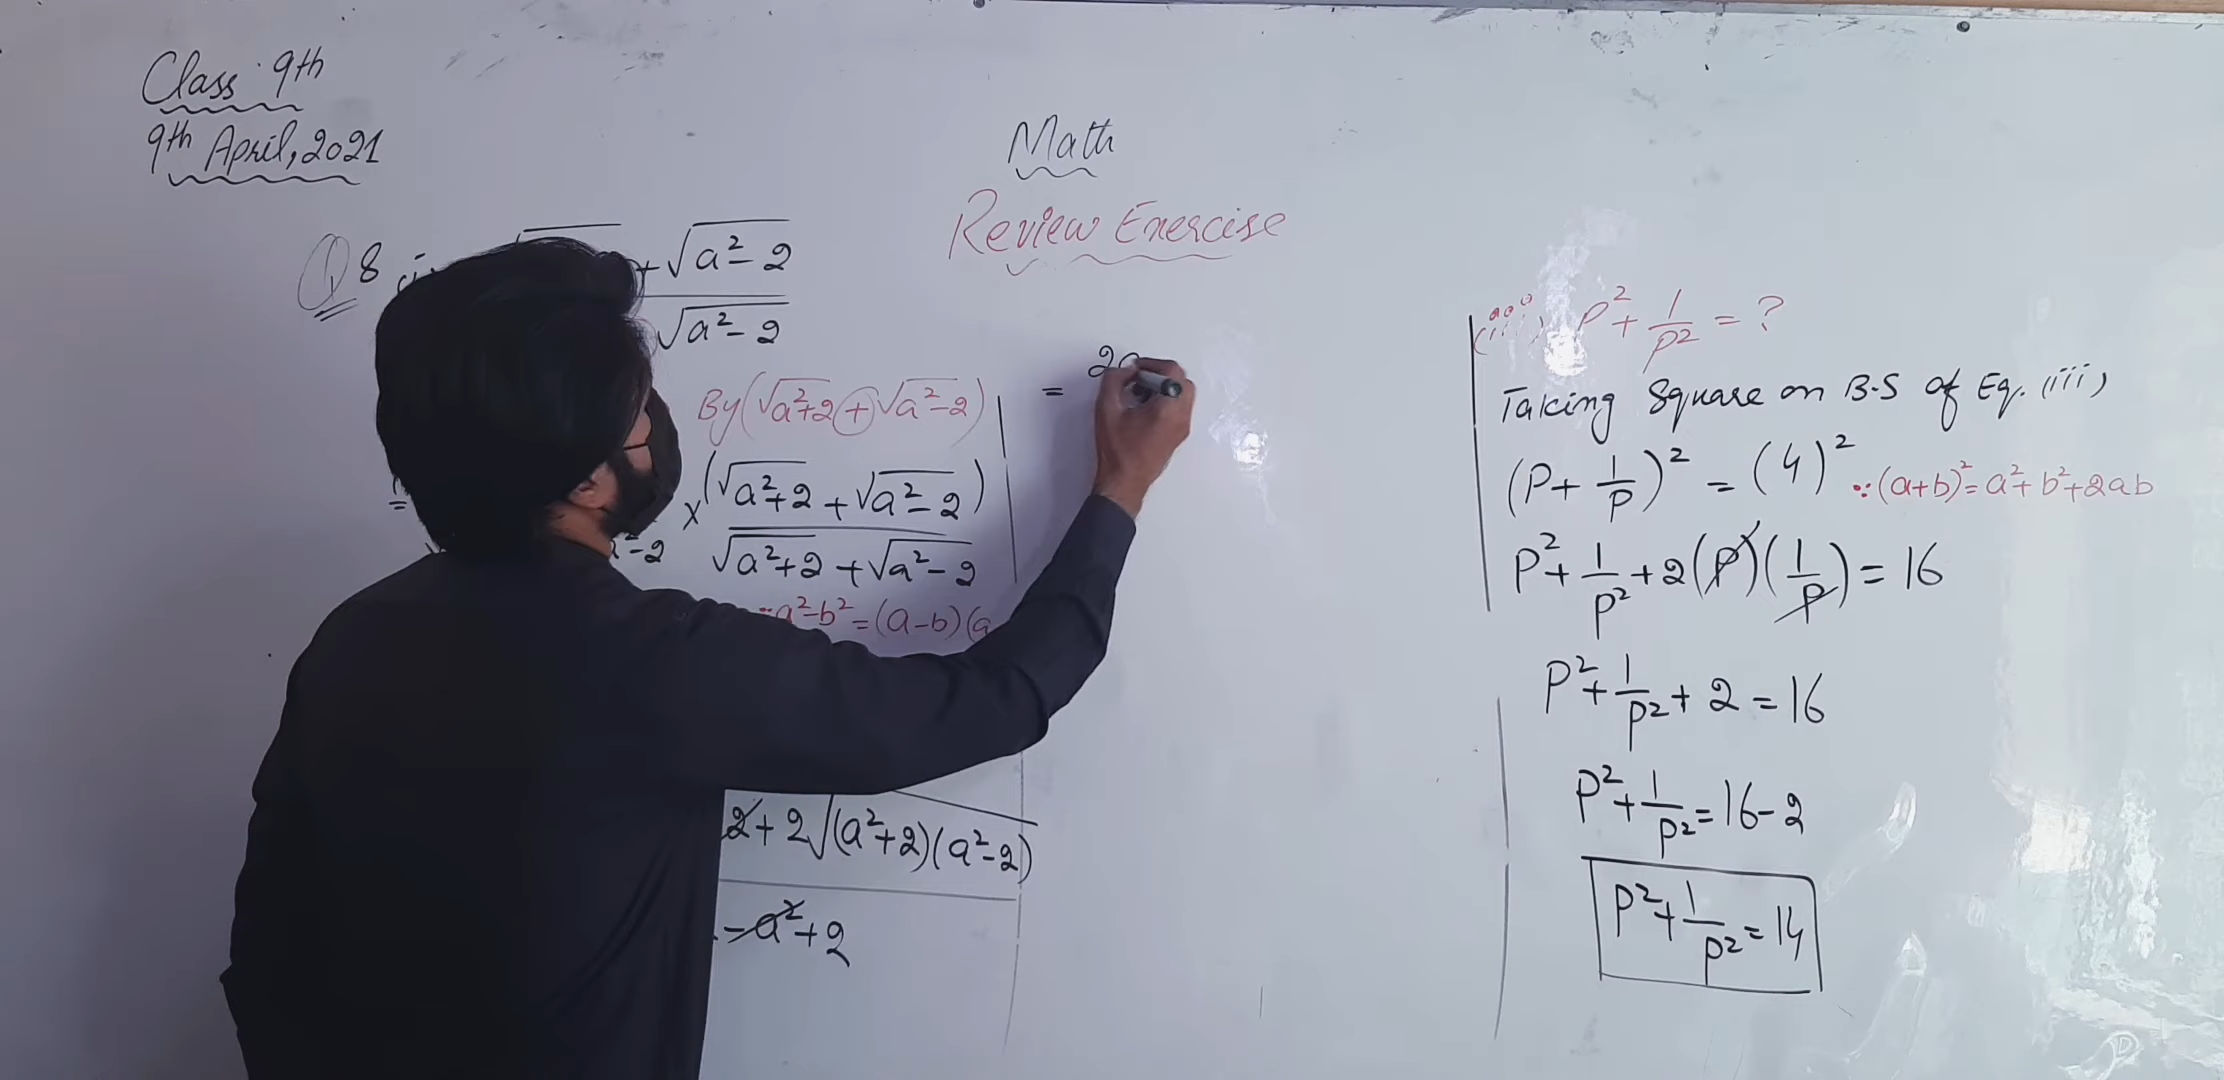 Class 9th
9th April, 2021
Math
Review Exercise
Q8 + √(a²-2)
√(a²-2)
By (√(a²+2) + √(a²-2))
= × (√(a²+2) + √(a²-2))
-2 √(a²+2) + √(a²-2)
∵ a²-b² = (a-b)(a
2 + 2√((a²+2)(a²-2))
-a²+2
= 2a
(iii) P² + 1/P² = ?
Taking Square on B.S of Eq. (iii)
(P + 1/P)² = (4)² ∵ (a+b)² = a²+b²+2ab
P² + 1/P² + 2(P)(1/P) = 16
P² + 1/P² + 2 = 16
P² + 1/P² = 16-2
P² + 1/P² = 14